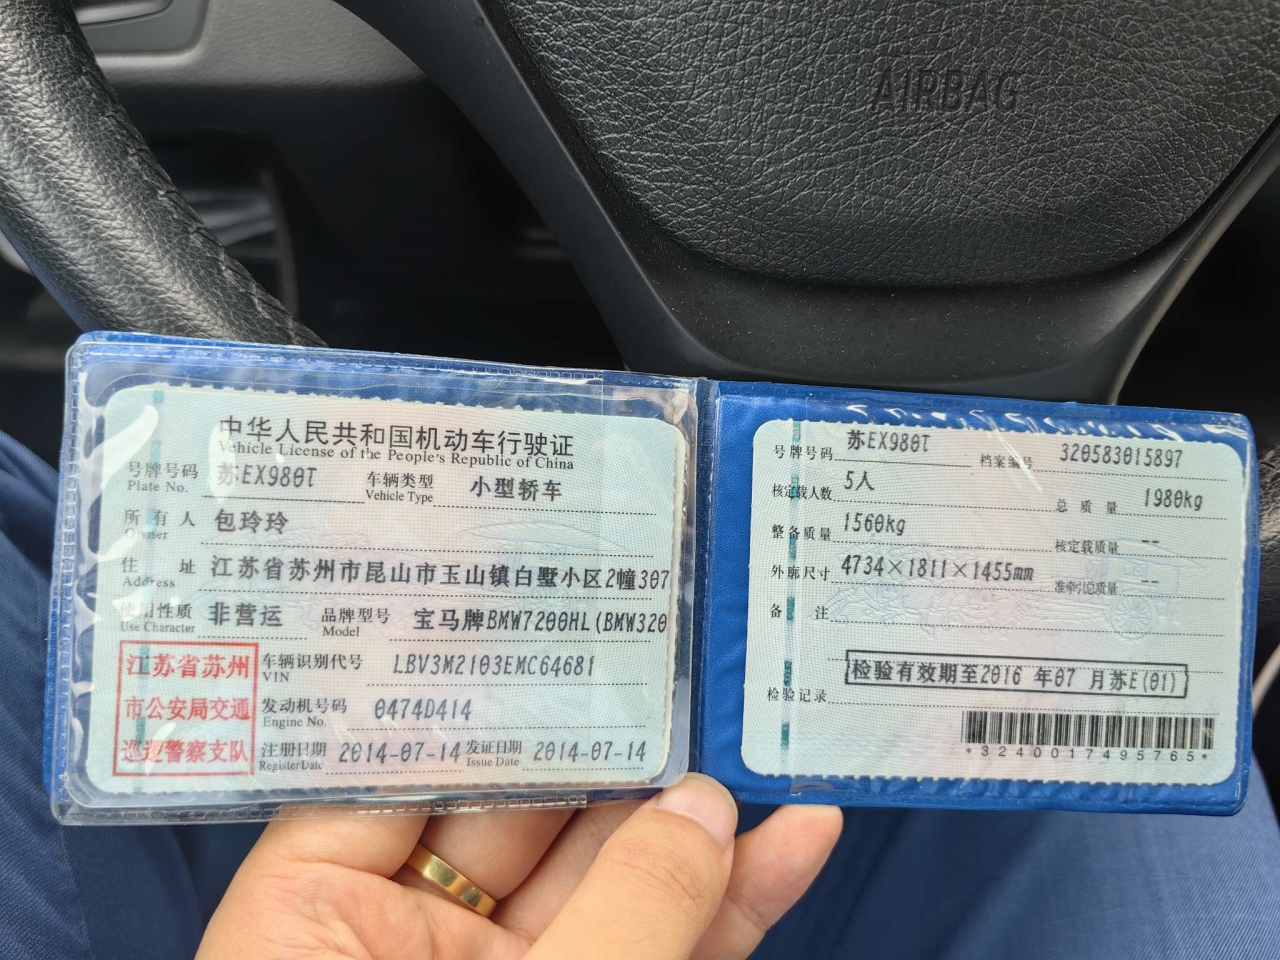 AIRBAG
中华人民共和国机动车行驶证
Vehicle License of the People's Republic of China
号牌号码 苏EX980T 车辆类型 小型轿车
Plate No. Vehicle Type
所有人 包玲玲
Owner
住址 江苏省苏州市昆山市玉山镇白墅小区2幢307
Address
使用性质 非营运 品牌型号 宝马牌BMW7200HL(BMW320
Use Character Model
江苏省苏州
市公安局交通
巡逻警察支队
车辆识别代号 LBV3M2103EMC64681
VIN
发动机号码 0474D414
Engine No.
注册日期 2014-07-14 发证日期 2014-07-14
Register Date Issue Date
号牌号码 苏EX980T 档案编号 320583015897
核定载人数 5人 总质量 1980kg
整备质量 1560kg 核定载质量 --
外廓尺寸 4734×1811×1455mm 准牵引总质量 --
备注
检验有效期至2016 年07 月苏E(01)
检验记录
*3240017495765*